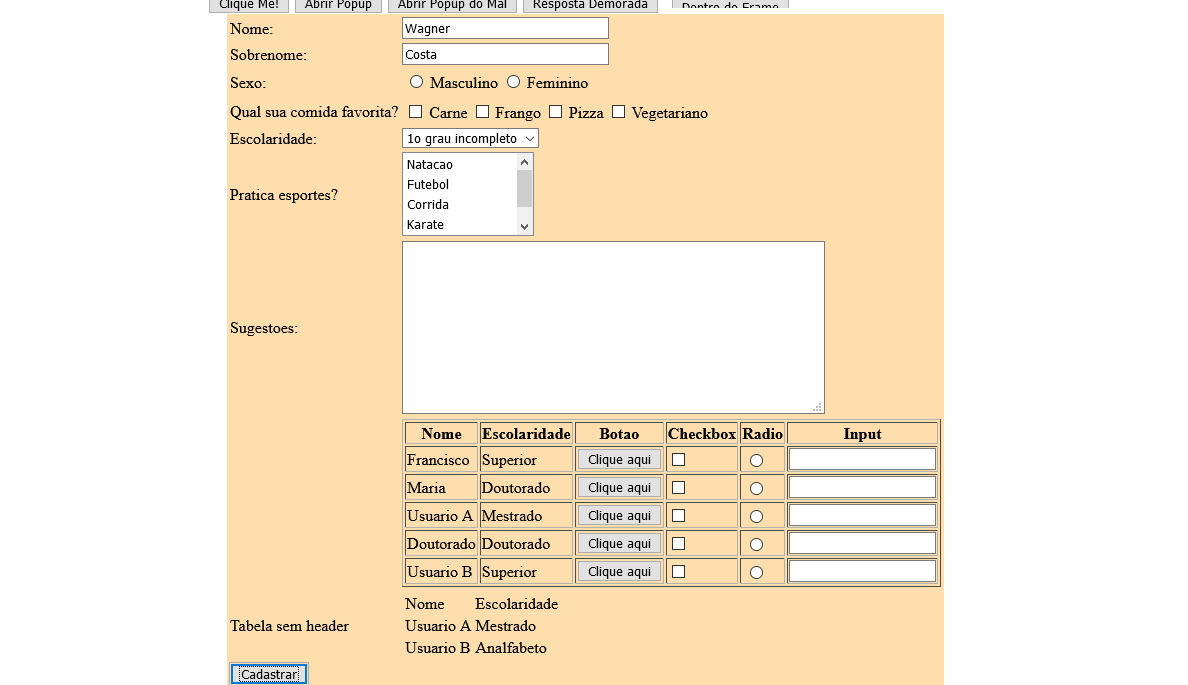 Clique Me! Abrir Popup Abrir Popup do Mal Resposta Demorada Dentro do Frame
Nome: Wagner
Sobrenome: Costa
Sexo: Masculino Feminino
Qual sua comida favorita? Carne Frango Pizza Vegetariano
Escolaridade: 1o grau incompleto
Natacao
Futebol
Pratica esportes?
Corrida
Karate
Sugestoes:
Nome Escolaridade Botao Checkbox Radio Input
Francisco Superior Clique aqui
Maria Doutorado Clique aqui
Usuario A Mestrado Clique aqui
Doutorado Doutorado Clique aqui
Usuario B Superior Clique aqui
Nome Escolaridade
Tabela sem header Usuario A Mestrado
Usuario B Analfabeto
Cadastrar